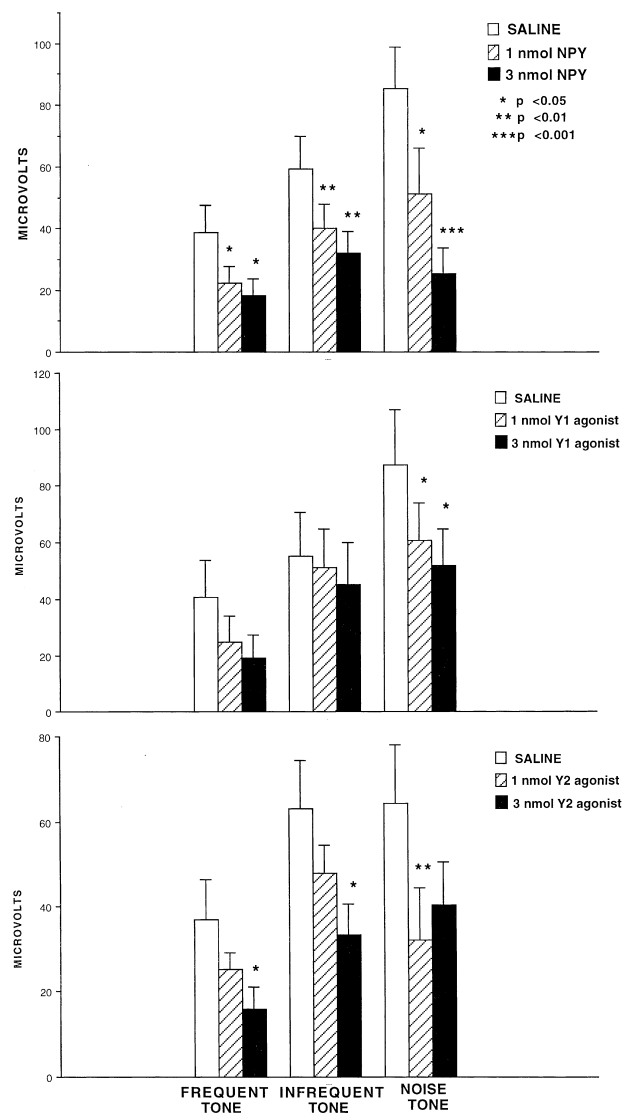 SALINE
1 nmol NPY
3 nmol NPY
* p <0.05
** p <0.01
***p <0.001
MICROVOLTS
100
80
60
40
20
0
* *
** **
* ***
SALINE
1 nmol Y1 agonist
3 nmol Y1 agonist
MICROVOLTS
120
100
80
60
40
20
0
* *
SALINE
1 nmol Y2 agonist
3 nmol Y2 agonist
MICROVOLTS
80
60
40
20
0
*
*
**
FREQUENT TONE
INFREQUENT TONE
NOISE TONE